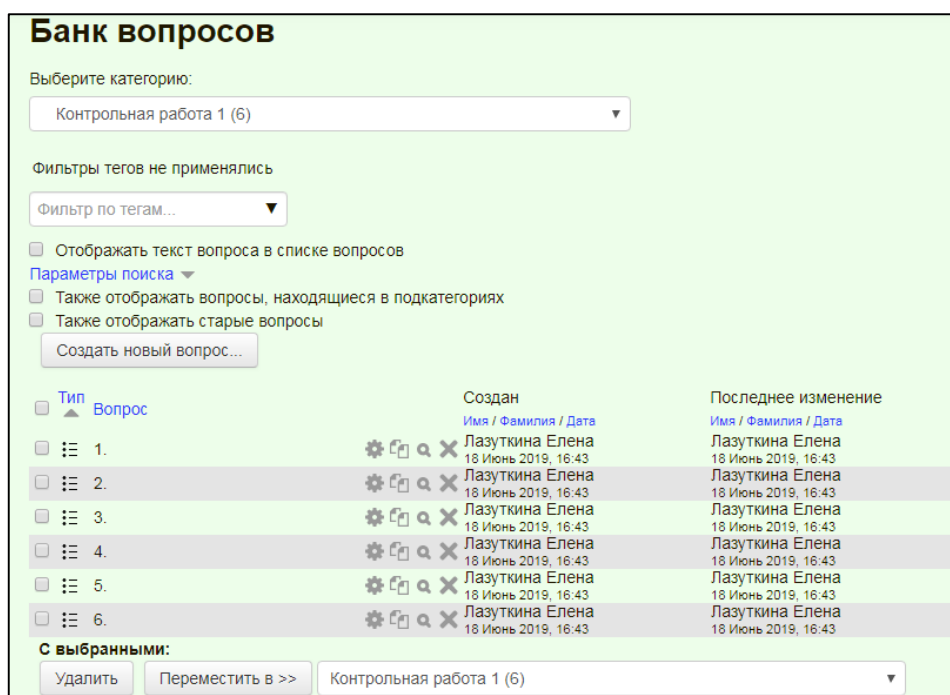 Банк вопросов
Выберите категорию:
Контрольная работа 1 (6)
Фильтры тегов не применялись
Фильтр по тегам...
Отображать текст вопроса в списке вопросов
Параметры поиска
Также отображать вопросы, находящиеся в подкатегориях
Также отображать старые вопросы
Создать новый вопрос...
Тип Вопрос Создан Последнее изменение
Имя / Фамилия / Дата Имя / Фамилия / Дата
1. Лазуткина Елена Лазуткина Елена
18 Июнь 2019, 16:43 18 Июнь 2019, 16:43
2. Лазуткина Елена Лазуткина Елена
18 Июнь 2019, 16:43 18 Июнь 2019, 16:43
3. Лазуткина Елена Лазуткина Елена
18 Июнь 2019, 16:43 18 Июнь 2019, 16:43
4. Лазуткина Елена Лазуткина Елена
18 Июнь 2019, 16:43 18 Июнь 2019, 16:43
5. Лазуткина Елена Лазуткина Елена
18 Июнь 2019, 16:43 18 Июнь 2019, 16:43
6. Лазуткина Елена Лазуткина Елена
18 Июнь 2019, 16:43 18 Июнь 2019, 16:43
С выбранными:
Удалить Переместить в >> Контрольная работа 1 (6)